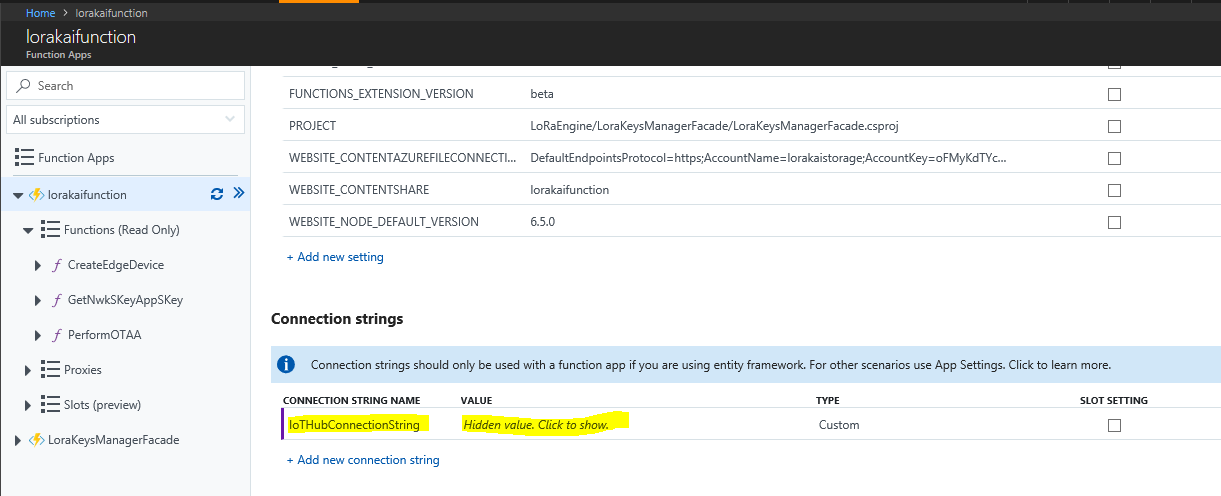 Home > lorakaifunction
lorakaifunction
Function Apps
Search
All subscriptions
Function Apps
lorakaifunction
Functions (Read Only)
CreateEdgeDevice
GetNwkSKeyAppSKey
PerformOTAA
Proxies
Slots (preview)
LoraKeysManagerFacade
FUNCTIONS_EXTENSION_VERSION beta
PROJECT LoRaEngine/LoraKeysManagerFacade/LoraKeysManagerFacade.csproj
WEBSITE_CONTENTAZUREFILECONNECTI... DefaultEndpointsProtocol=https;AccountName=lorakaistorage;AccountKey=oFMyKdTYc...
WEBSITE_CONTENTSHARE lorakaifunction
WEBSITE_NODE_DEFAULT_VERSION 6.5.0
+ Add new setting
Connection strings
Connection strings should only be used with a function app if you are using entity framework. For other scenarios use App Settings. Click to learn more.
CONNECTION STRING NAME VALUE TYPE SLOT SETTING
IoTHubConnectionString Hidden value. Click to show. Custom
+ Add new connection string